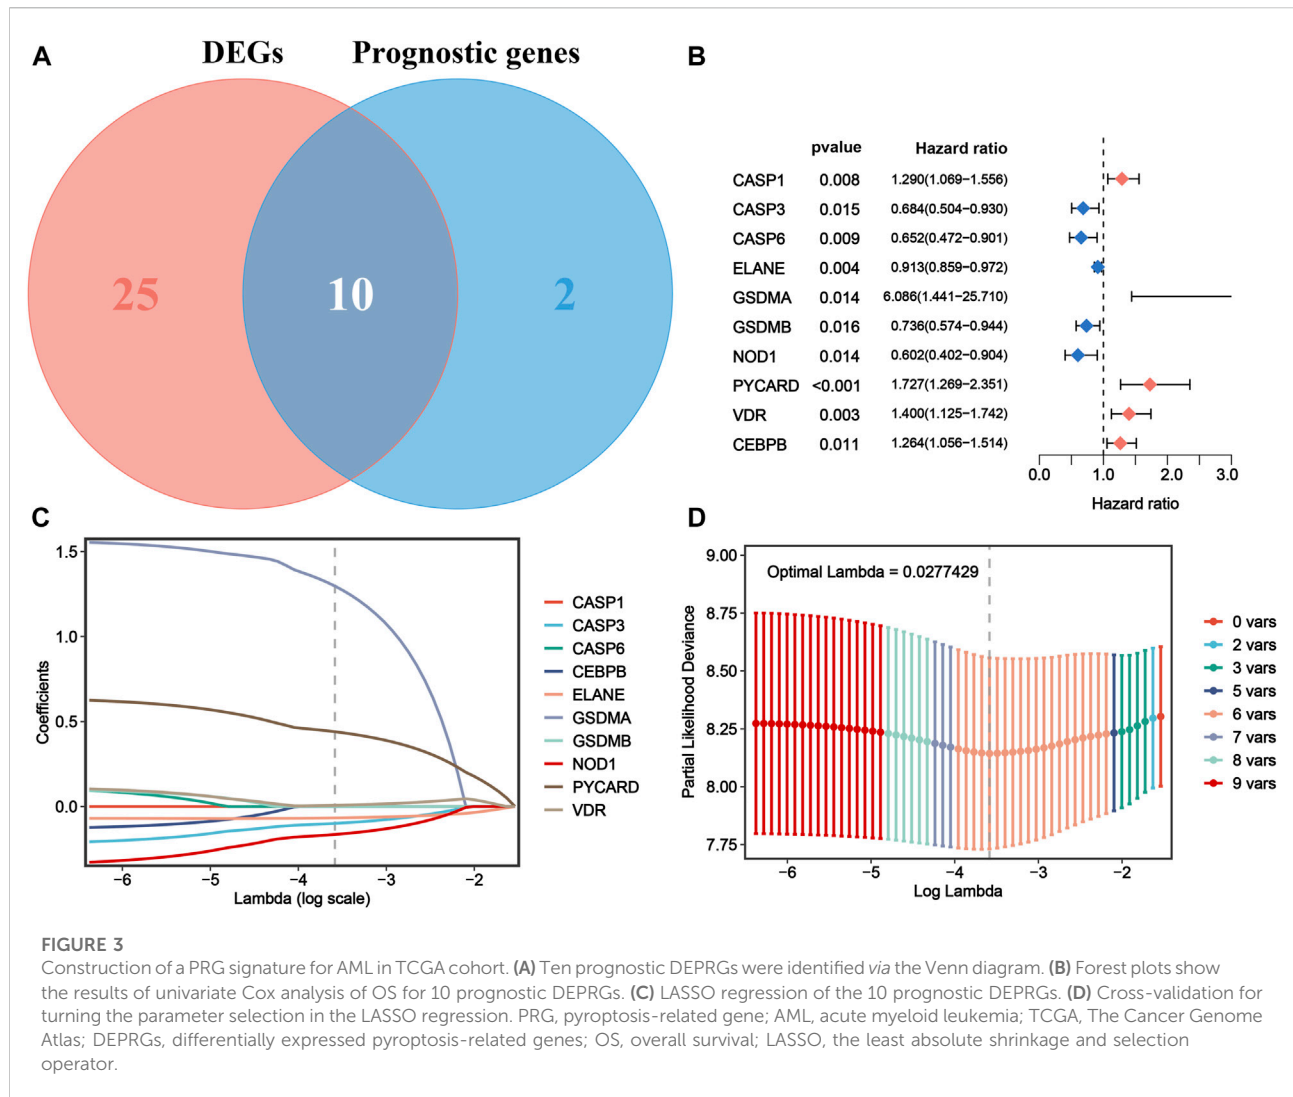 A
DEGs
Prognostic genes
25
10
2
B
pvalue Hazard ratio
CASP1 0.008 1.290(1.069−1.556)
CASP3 0.015 0.684(0.504−0.930)
CASP6 0.009 0.652(0.472−0.901)
ELANE 0.004 0.913(0.859−0.972)
GSDMA 0.014 6.086(1.441−25.710)
GSDMB 0.016 0.736(0.574−0.944)
NOD1 0.014 0.602(0.402−0.904)
PYCARD <0.001 1.727(1.269−2.351)
VDR 0.003 1.400(1.125−1.742)
CEBPB 0.011 1.264(1.056−1.514)
0.0 1.0 2.0 3.0
Hazard ratio
C
Coefficients
1.5
1.0
0.5
0.0
−6 −5 −4 −3 −2
Lambda (log scale)
CASP1
CASP3
CASP6
CEBPB
ELANE
GSDMA
GSDMB
NOD1
PYCARD
VDR
D
Partial Likelihood Deviance
9.00
8.75
8.50
8.25
8.00
7.75
Optimal Lambda = 0.0277429
−6 −5 −4 −3 −2
Log Lambda
0 vars
2 vars
3 vars
5 vars
6 vars
7 vars
8 vars
9 vars
FIGURE 3
Construction of a PRG signature for AML in TCGA cohort. (A) Ten prognostic DEPRGs were identified via the Venn diagram. (B) Forest plots show
the results of univariate Cox analysis of OS for 10 prognostic DEPRGs. (C) LASSO regression of the 10 prognostic DEPRGs. (D) Cross-validation for
turning the parameter selection in the LASSO regression. PRG, pyroptosis-related gene; AML, acute myeloid leukemia; TCGA, The Cancer Genome
Atlas; DEPRGs, differentially expressed pyroptosis-related genes; OS, overall survival; LASSO, the least absolute shrinkage and selection
operator.